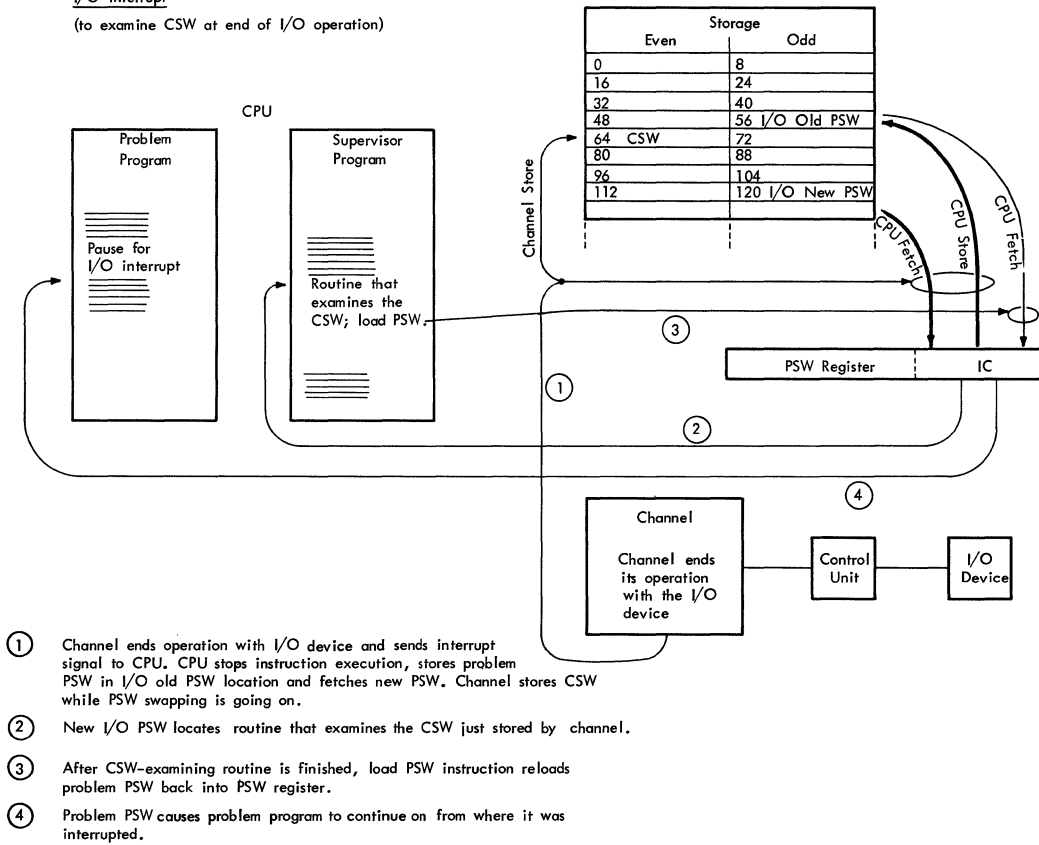 (to examine CSW at end of I/O operation)
Storage
Even Odd
0 8
16 24
32 40
48 56 I/O Old PSW
64 CSW 72
80 88
96 104
112 120 I/O New PSW
CPU
Problem
Program
Pause for
I/O interrupt
Supervisor
Program
Routine that
examines the
CSW; load PSW.
Channel Store
CPU Fetch
CPU Store
CPU Fetch
3
PSW Register IC
1
2
4
Channel
Channel ends
its operation
with the I/O
device
Control
Unit
I/O
Device
1 Channel ends operation with I/O device and sends interrupt
signal to CPU. CPU stops instruction execution, stores problem
PSW in I/O old PSW location and fetches new PSW. Channel stores CSW
while PSW swapping is going on.
2 New I/O PSW locates routine that examines the CSW just stored by channel.
3 After CSW-examining routine is finished, load PSW instruction reloads
problem PSW back into PSW register.
4 Problem PSW causes problem program to continue on from where it was
interrupted.